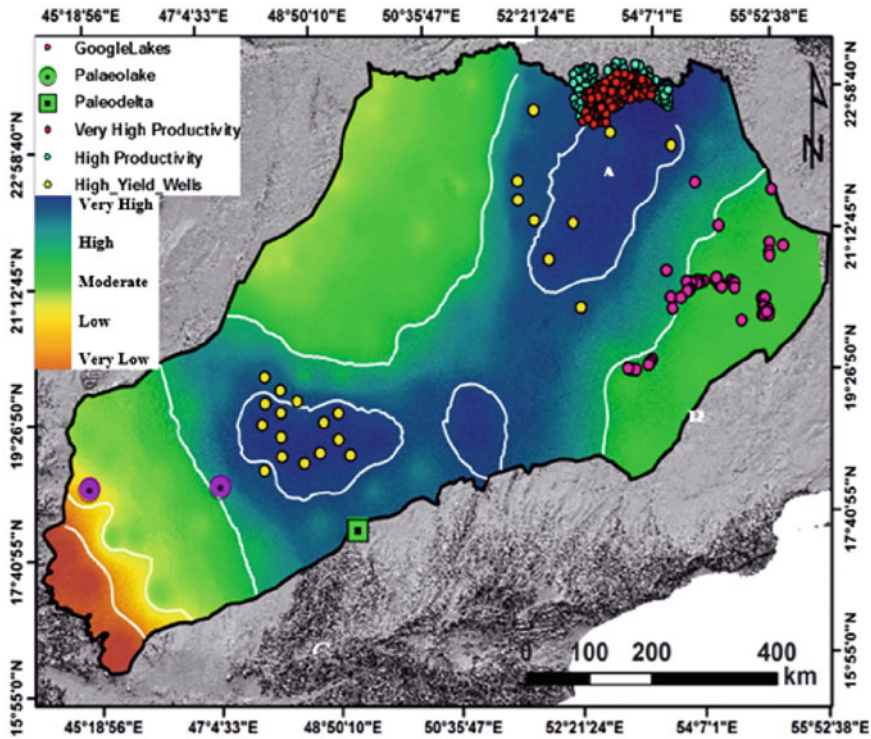 45°18'56"E 47°4'33"E 48°50'10"E 50°35'47"E 52°21'24"E 54°7'1"E 55°52'38"E
GoogleLakes
Palaeolake
Paleodelta
Very High Productivity
High Productivity
High_Yield_Wells
Very High
High
Moderate
Low
Very Low
22°58'40"N
21°12'45"N
19°26'50"N
17°40'55"N
15°55'0"N
A
D
C
N
22°58'40"N
21°12'45"N
19°26'50"N
17°40'55"N
15°55'0"N
0 100 200 400
km
45°18'56"E 47°4'33"E 48°50'10"E 50°35'47"E 52°21'24"E 54°7'1"E 55°52'38"E